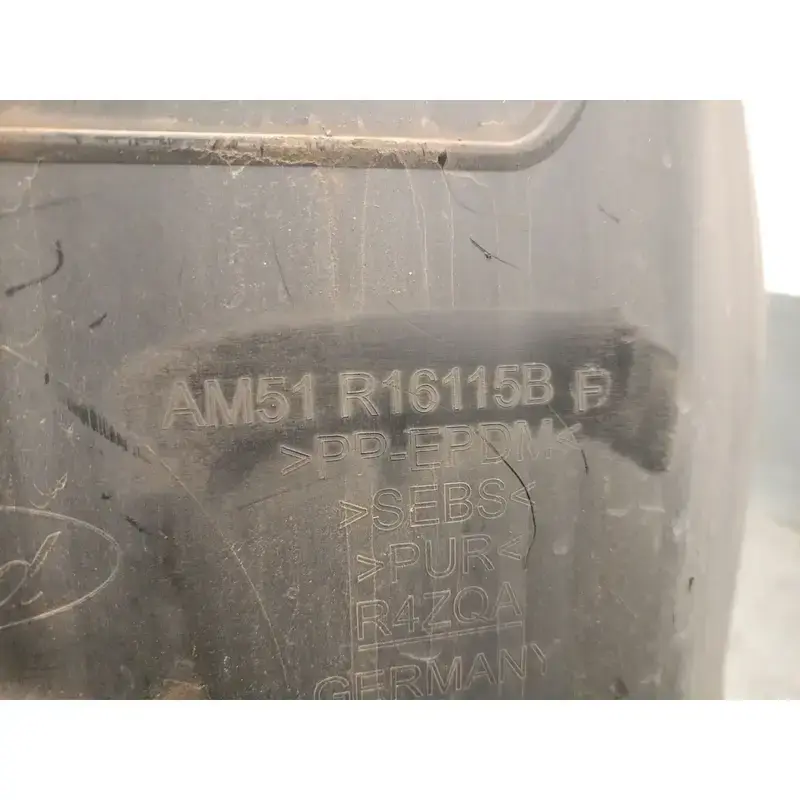 AM51 R16115B F
>PP-EPDM<
>SEBS<
>PUR<
R4ZQA
GERMANY